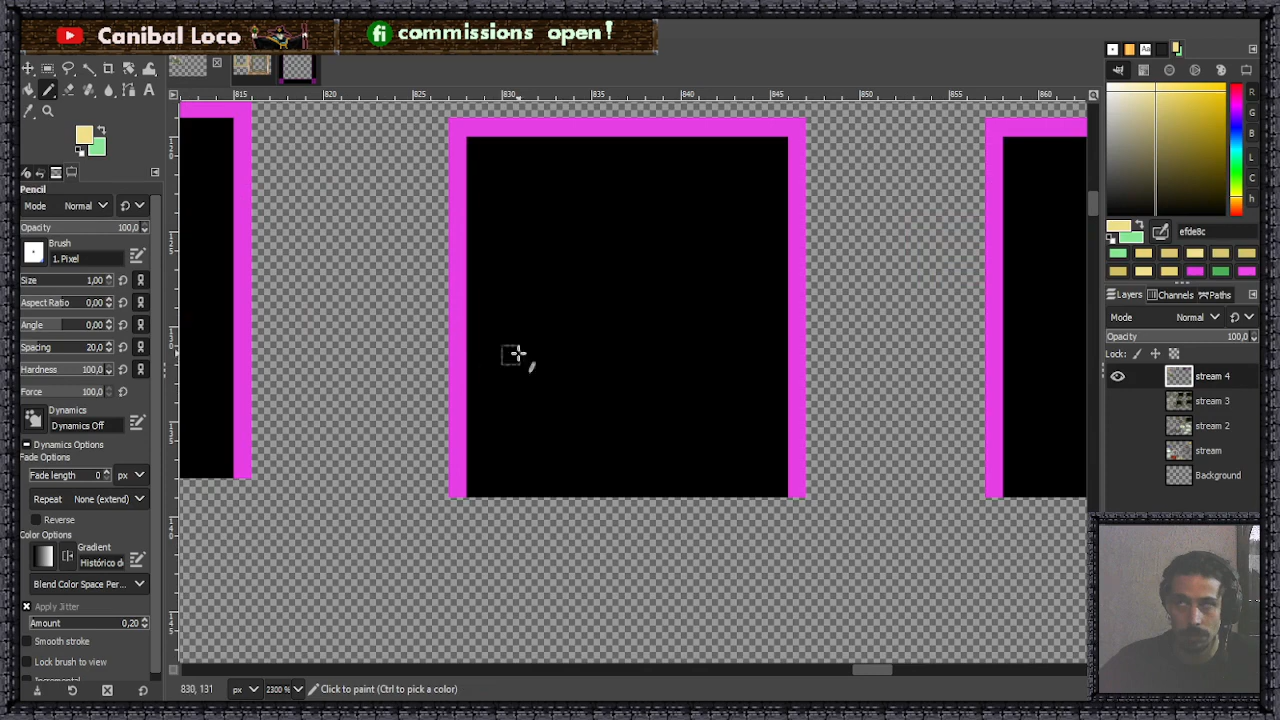 Canibal Loco
fi commissions open!
815 820 825 830 835 840 845 850 855 860
Aa
R
G
B
L
C
h
Pencil
Mode Normal
Opacity 100,0
Brush
1. Pixel
Size 1,00
Aspect Ratio 0,00
Angle 0,00
Spacing 20,0
Hardness 100,0
Force 100,0
Dynamics
Dynamics Off
Dynamics Options
Fade Options
Fade length 0 px
Repeat None (extend)
Reverse
Color Options
Gradient
Histórico d
Blend Color Space Per...
Apply Jitter
Amount 0,20
Smooth stroke
Lock brush to view
Incremental
efde8c
Layers Channels Paths
Mode Normal
Opacity 100,0
Lock:
stream 4
stream 3
stream 2
stream
Background
830, 131 px 2300 % Click to paint (Ctrl to pick a color)